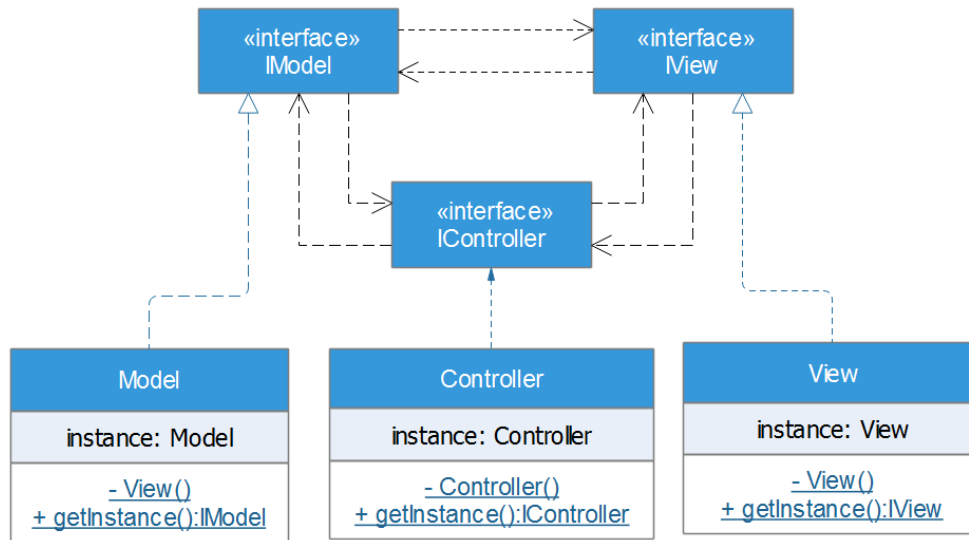 «interface»
IModel
«interface»
IView
«interface»
IController
Model
instance: Model
- View()
+ getInstance():IModel
Controller
instance: Controller
- Controller()
+ getInstance():IController
View
instance: View
- View()
+ getInstance():IView